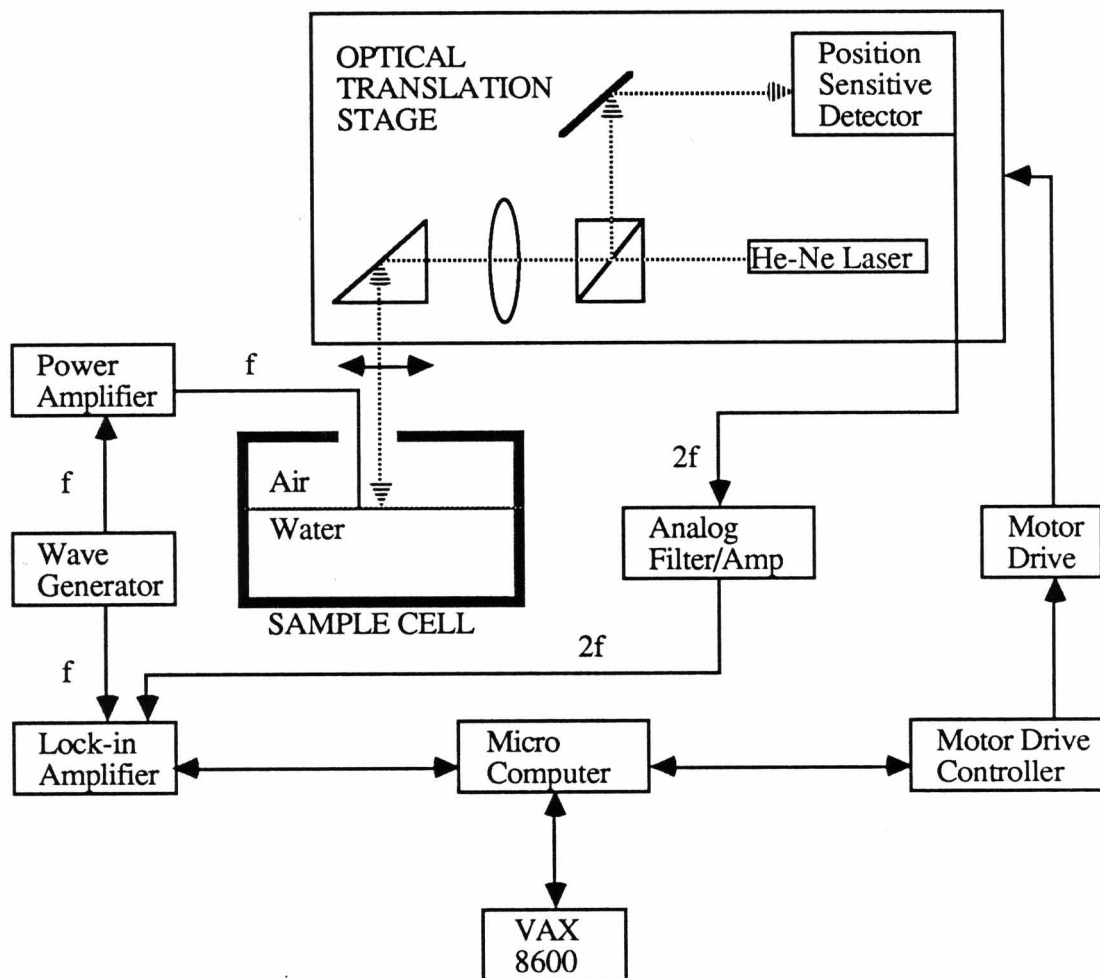 OPTICAL
TRANSLATION
STAGE
Position
Sensitive
Detector
He-Ne Laser
Power
Amplifier
f
f
Air
Water
SAMPLE CELL
Wave
Generator
f
2f
Analog
Filter/Amp
2f
Motor
Drive
Lock-in
Amplifier
Micro
Computer
Motor Drive
Controller
VAX
8600